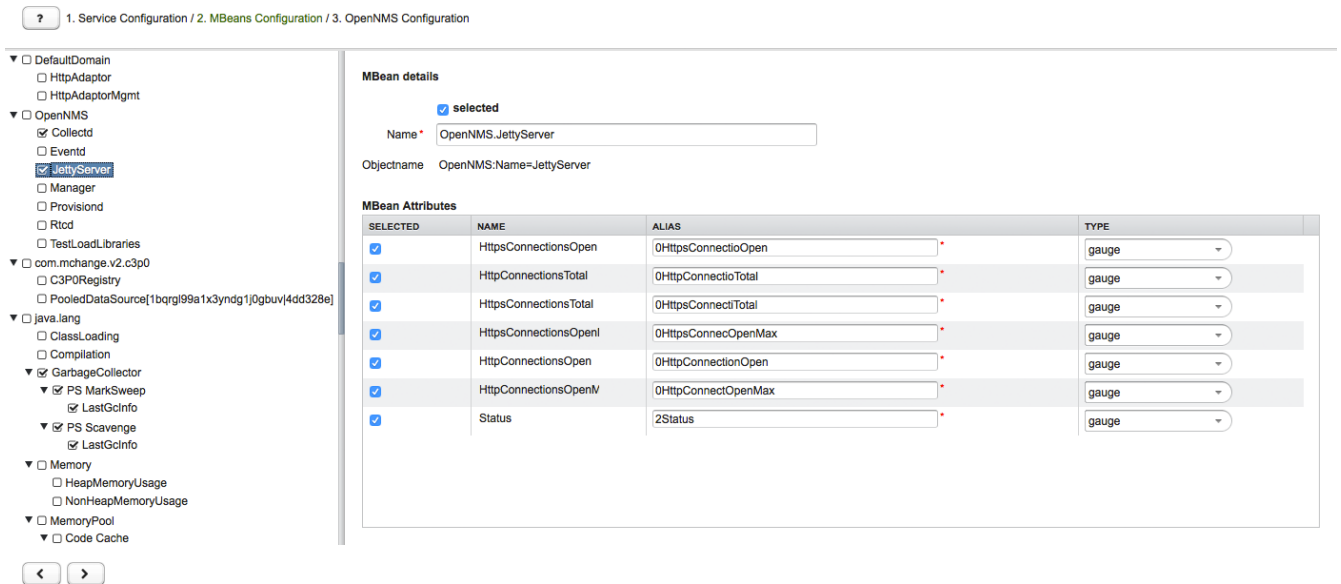 ? 1. Service Configuration / 2. MBeans Configuration / 3. OpenNMS Configuration
DefaultDomain
HttpAdaptor
HttpAdaptorMgmt
OpenNMS
Collectd
Eventd
JettyServer
Manager
Provisiond
Rtcd
TestLoadLibraries
com.mchange.v2.c3p0
C3P0Registry
PooledDataSource[1bqrgl99a1x3yndg1j0gbuv|4dd328e]
java.lang
ClassLoading
Compilation
GarbageCollector
PS MarkSweep
LastGcInfo
PS Scavenge
LastGcInfo
Memory
HeapMemoryUsage
NonHeapMemoryUsage
MemoryPool
Code Cache
MBean details
selected
Name * OpenNMS.JettyServer
Objectname OpenNMS:Name=JettyServer
MBean Attributes
SELECTED NAME ALIAS TYPE
HttpsConnectionsOpen 0HttpsConnectioOpen * gauge
HttpConnectionsTotal 0HttpConnectioTotal * gauge
HttpsConnectionsTotal 0HttpsConnectiTotal * gauge
HttpsConnectionsOpenI 0HttpsConnecOpenMax * gauge
HttpConnectionsOpen 0HttpConnectionOpen * gauge
HttpConnectionsOpenM 0HttpConnectOpenMax * gauge
Status 2Status * gauge